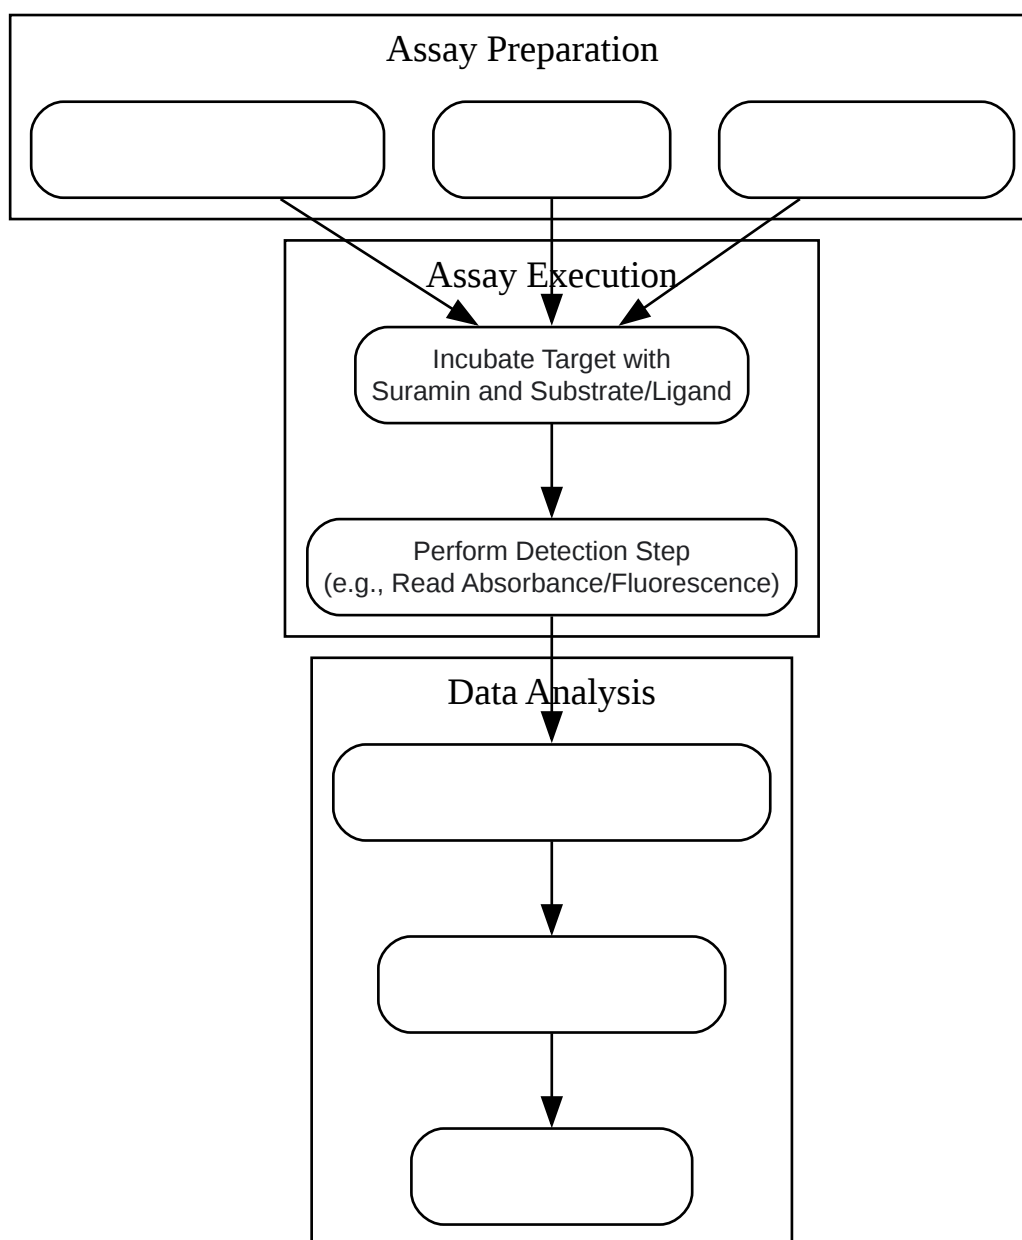 Assay Preparation
Assay Execution
Incubate Target with
Suramin and Substrate/Ligand
Perform Detection Step
(e.g., Read Absorbance/Fluorescence)
Data Analysis